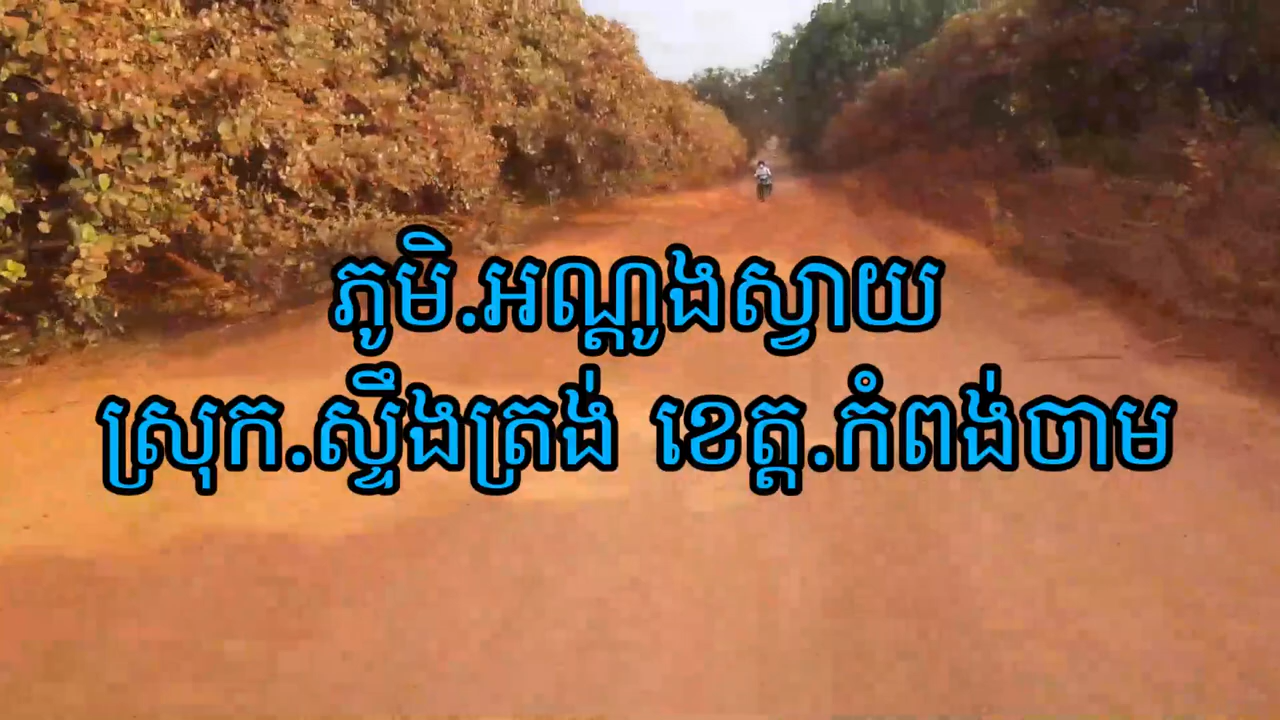 ភូមិ.អណ្ដូងស្វាយ
ស្រុក.ស្ទឹងត្រង់ ខេត្ត.កំពង់ចាម